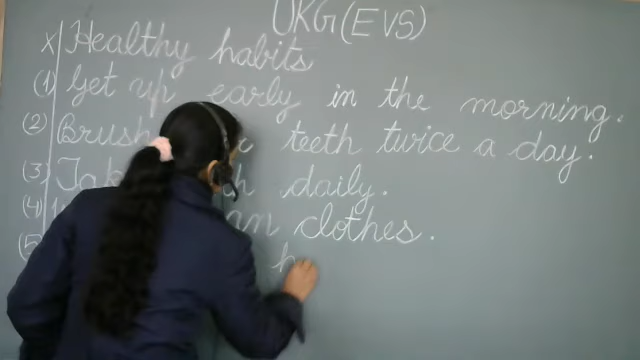 UKG (EVS)
x Healthy habits
(1) Get up early in the morning.
(2) Brush teeth twice a day.
(3) daily.
(4) clothes.
(5) h